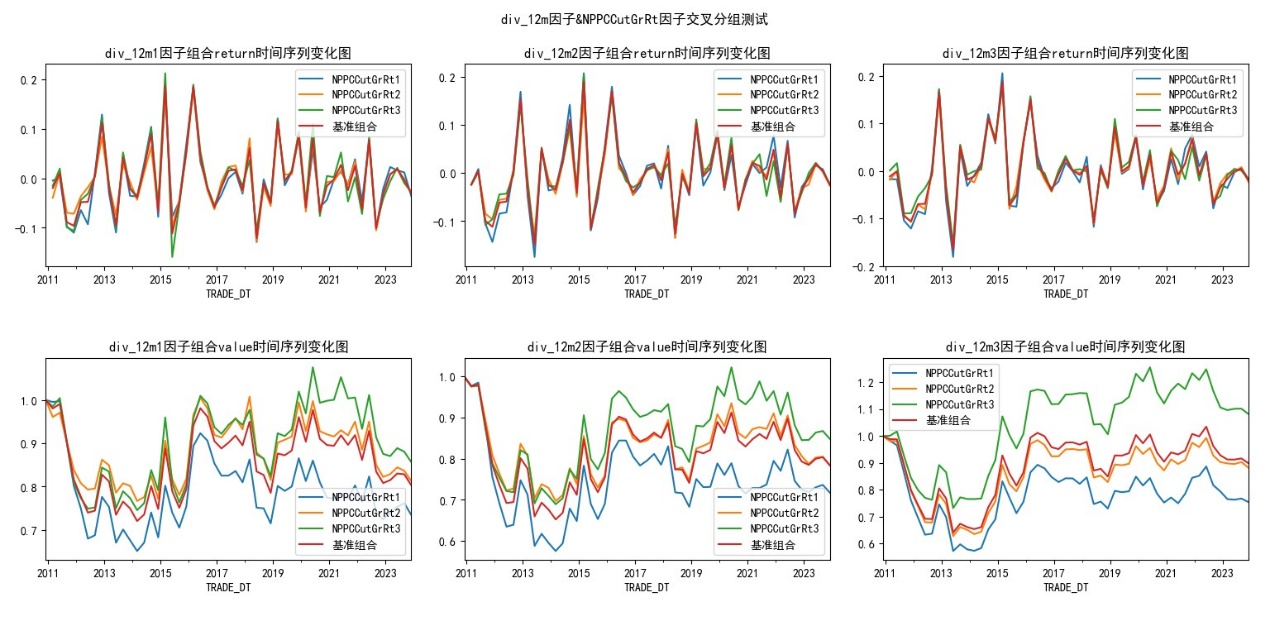 div_12m因子&NPPCCutGrRt因子交叉分组测试
div_12m1因子组合return时间序列变化图
0.2
0.1
0.0
-0.1
2011 2013 2015 2017 2019 2021 2023
TRADE_DT
NPPCCutGrRt1
NPPCCutGrRt2
NPPCCutGrRt3
基准组合
div_12m2因子组合return时间序列变化图
0.2
0.1
0.0
-0.1
2011 2013 2015 2017 2019 2021 2023
TRADE_DT
NPPCCutGrRt1
NPPCCutGrRt2
NPPCCutGrRt3
基准组合
div_12m3因子组合return时间序列变化图
0.2
0.1
0.0
-0.1
-0.2
2011 2013 2015 2017 2019 2021 2023
TRADE_DT
NPPCCutGrRt1
NPPCCutGrRt2
NPPCCutGrRt3
基准组合
div_12m1因子组合value时间序列变化图
1.0
0.9
0.8
0.7
2011 2013 2015 2017 2019 2021 2023
TRADE_DT
NPPCCutGrRt1
NPPCCutGrRt2
NPPCCutGrRt3
基准组合
div_12m2因子组合value时间序列变化图
1.0
0.9
0.8
0.7
0.6
2011 2013 2015 2017 2019 2021 2023
TRADE_DT
NPPCCutGrRt1
NPPCCutGrRt2
NPPCCutGrRt3
基准组合
div_12m3因子组合value时间序列变化图
1.2
1.1
1.0
0.9
0.8
0.7
0.6
2011 2013 2015 2017 2019 2021 2023
TRADE_DT
NPPCCutGrRt1
NPPCCutGrRt2
NPPCCutGrRt3
基准组合